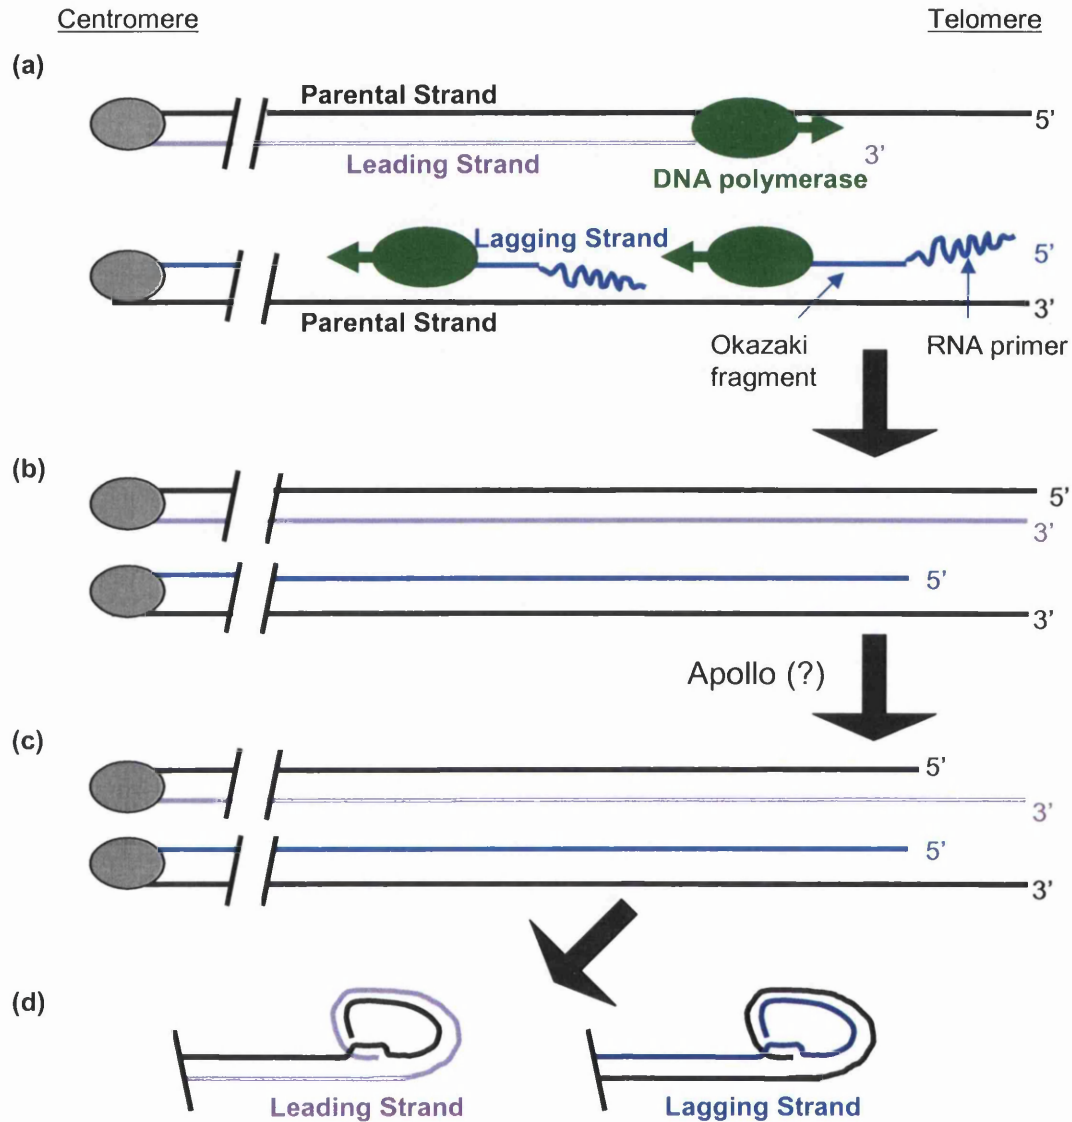 Centromere
Telomere
(a)
Parental Strand
5’
Leading Strand
3’
DNA polymerase
Lagging Strand
5’
3’
Parental Strand
Okazaki
fragment
RNA primer
(b)
5’
3’
5’
3’
Apollo (?)
(c)
5’
3’
5’
3’
(d)
Leading Strand
Lagging Strand